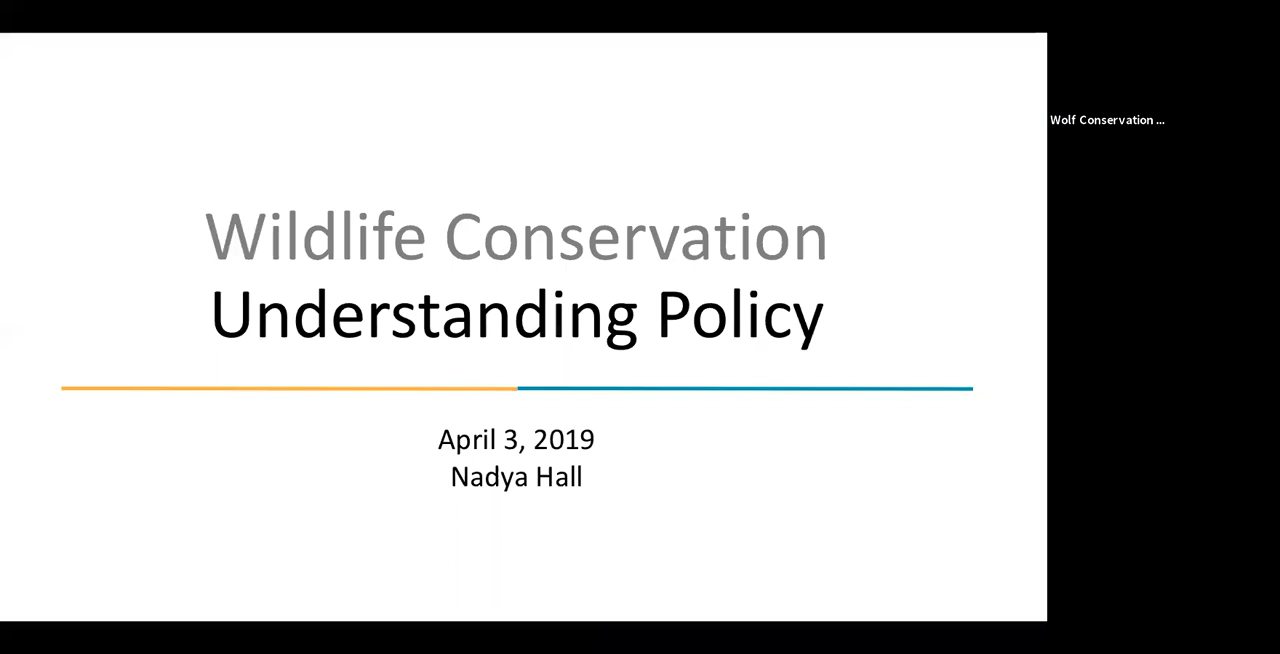 Wildlife Conservation
Understanding Policy
April 3, 2019
Nadya Hall
Wolf Conservation ...